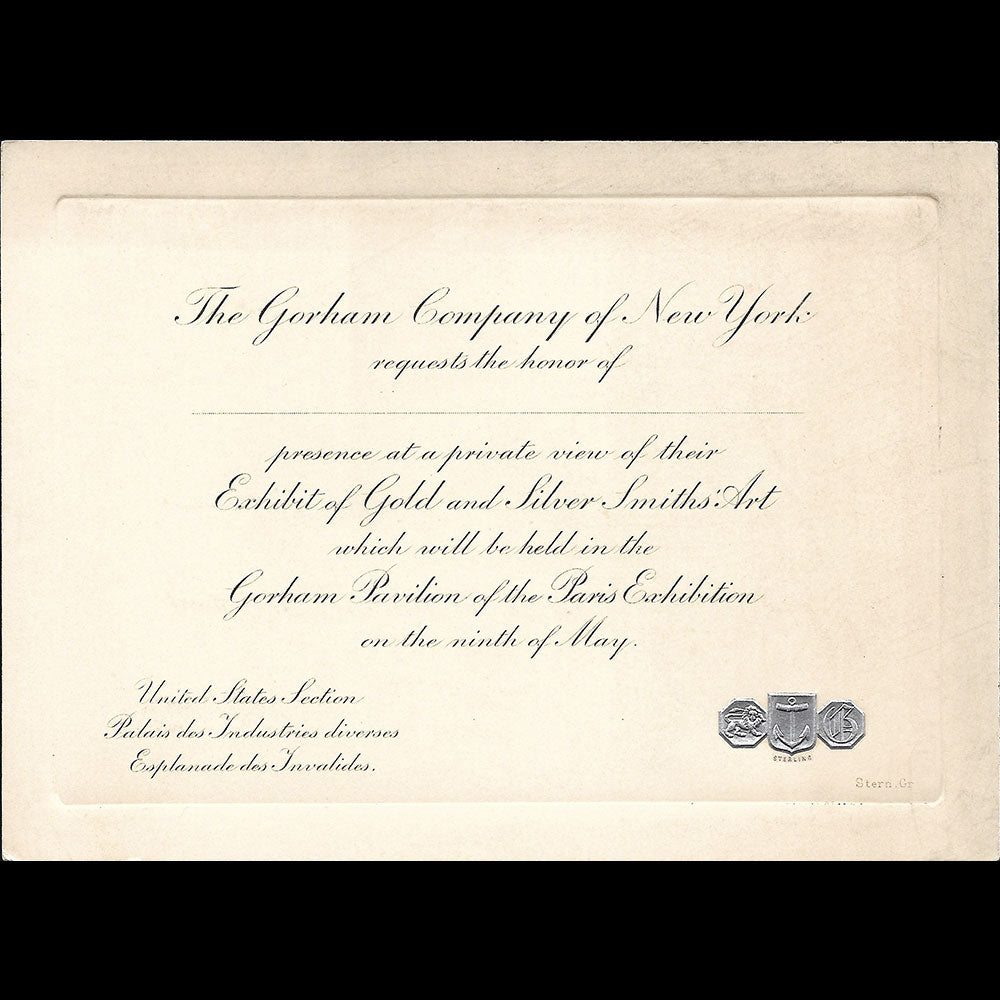 The Gorham Company of New York
requests the honor of
presence at a private view of their
Exhibit of Gold and Silver Smiths' Art
which will be held in the
Gorham Pavilion of the Paris Exhibition
on the ninth of May.
United States Section
Palais des Industries diverses
Esplanade des Invalides.
G
STERLING
Stern. Gr